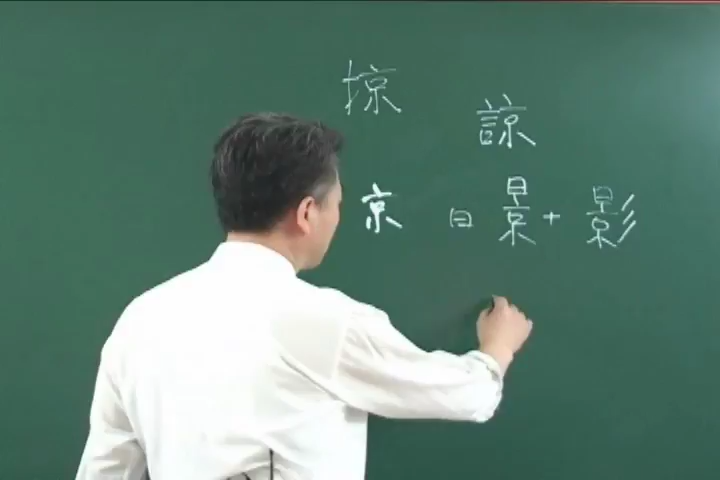 掠
諒
京 日 景 + 影